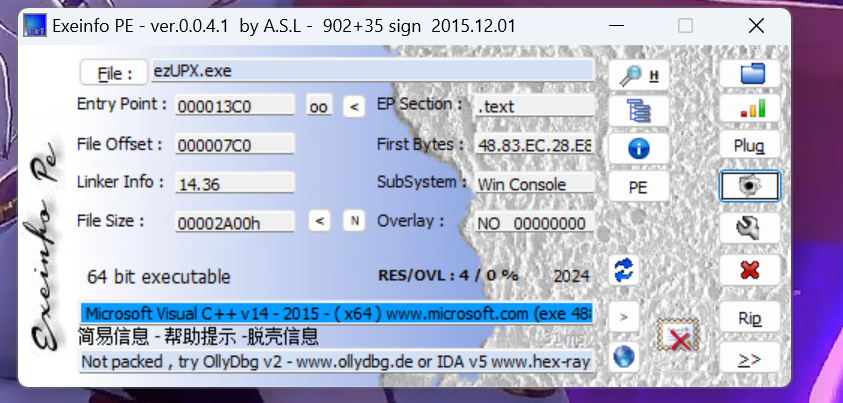 Exeinfo PE - ver.0.0.4.1 by A.S.L - 902+35 sign 2015.12.01
File : ezUPX.exe H
Entry Point : 000013C0 oo < EP Section : .text
File Offset : 000007C0 First Bytes : 48.83.EC.28.E8 Plug
Linker Info : 14.36 SubSystem : Win Console PE
File Size : 00002A00h < N Overlay : NO 00000000
64 bit executable RES/OVL : 4 / 0 % 2024
Microsoft Visual C++ v14 - 2015 - ( x64 ) www.microsoft.com (exe 48
简易信息 - 帮助提示 -脱壳信息 31 ms. > Rip
Not packed , try OllyDbg v2 - www.ollydbg.de or IDA v5 www.hex-ray >>
Exeinfo Pe